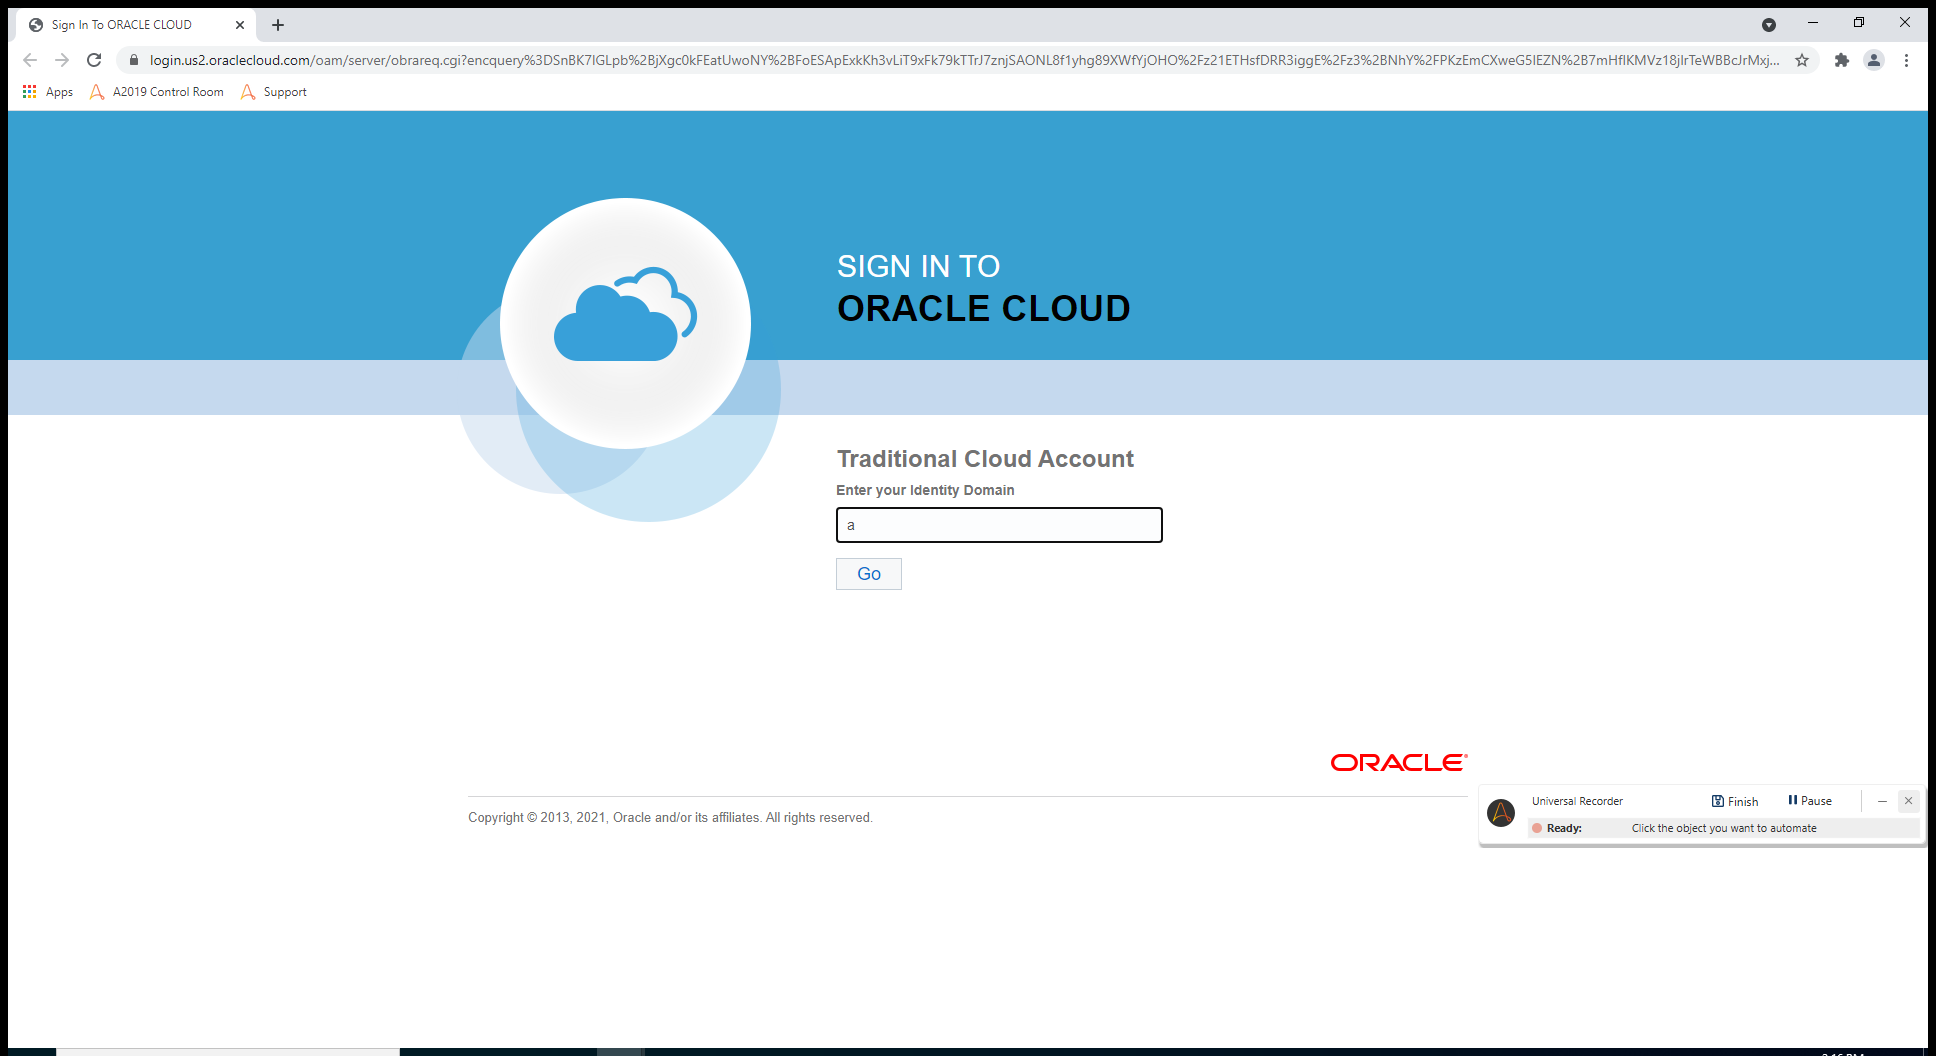 Sign In To ORACLE CLOUD
login.us2.oraclecloud.com/oam/server/obrareq.cgi?encquery%3DSnBK7IGLpb%2BjXgc0kFEatUwoNY%2BFoESApExkKh3vLiT9xFk79kTTrJ7znjSAONL8f1yhg89XWfYjOHO%2Fz21ETHsfDRR3iggE%2Fz3%2BNhY%2FPKzEmCXweG5IEZN%2B7mHflKMVz18jlrTeWBBcJrMxj...
Apps A2019 Control Room Support
SIGN IN TO
ORACLE CLOUD
Traditional Cloud Account
Enter your Identity Domain
a
Go
ORACLE
Copyright © 2013, 2021, Oracle and/or its affiliates. All rights reserved.
Universal Recorder Finish Pause
Ready: Click the object you want to automate